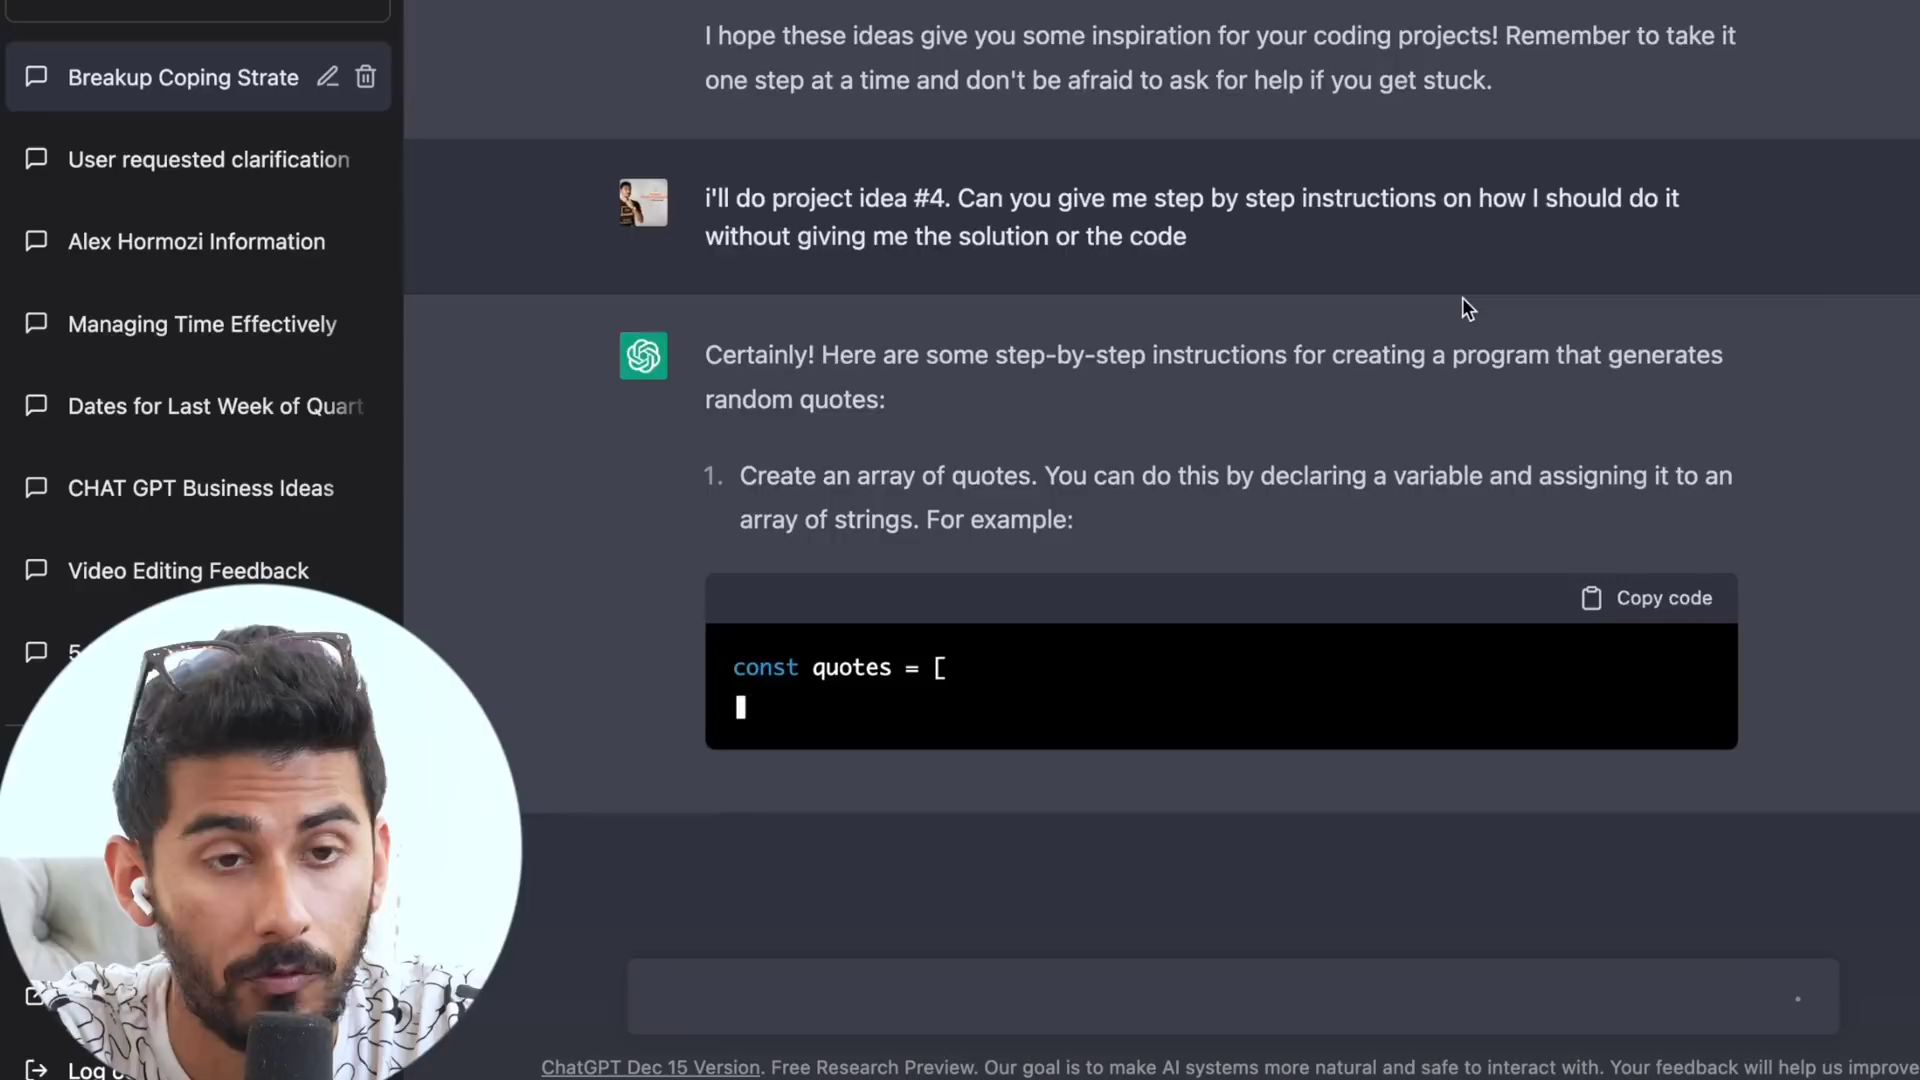 Breakup Coping Strate
User requested clarification
Alex Hormozi Information
Managing Time Effectively
Dates for Last Week of Quart
CHAT GPT Business Ideas
Video Editing Feedback
5
I hope these ideas give you some inspiration for your coding projects! Remember to take it
one step at a time and don't be afraid to ask for help if you get stuck.
i'll do project idea #4. Can you give me step by step instructions on how I should do it
without giving me the solution or the code
Certainly! Here are some step-by-step instructions for creating a program that generates
random quotes:
1. Create an array of quotes. You can do this by declaring a variable and assigning it to an
array of strings. For example:
Copy code
const quotes = [
Log
ChatGPT Dec 15 Version. Free Research Preview. Our goal is to make AI systems more natural and safe to interact with. Your feedback will help us improve